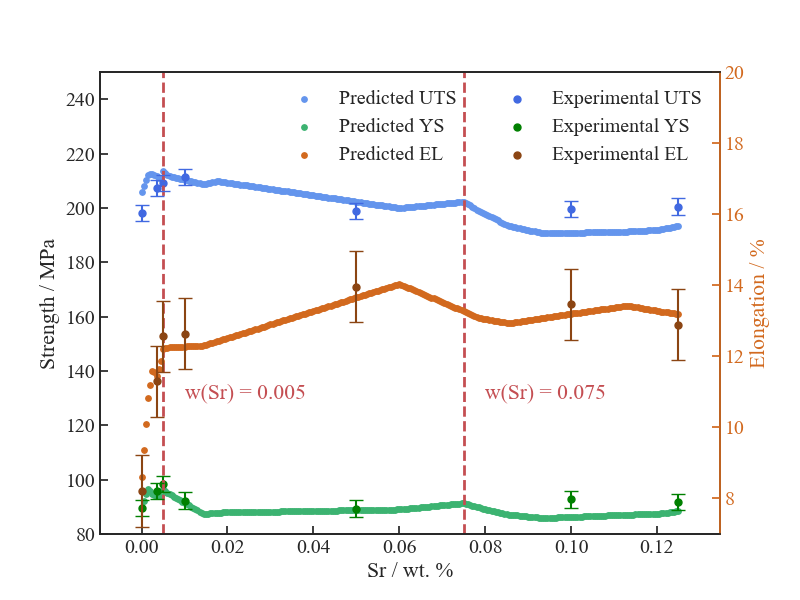 Predicted UTS
Predicted YS
Predicted EL
Experimental UTS
Experimental YS
Experimental EL
240
220
200
180
160
140
120
100
80
Strength / MPa
20
18
16
14
12
10
8
Elongation / %
w(Sr) = 0.005
w(Sr) = 0.075
0.00
0.02
0.04
0.06
0.08
0.10
0.12
Sr / wt. %